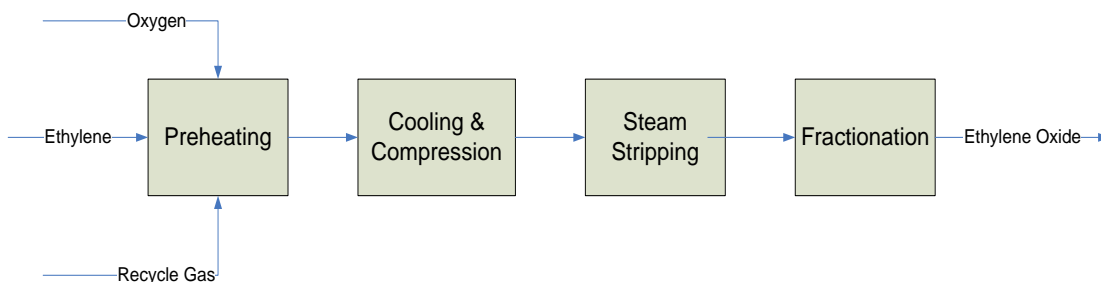 Oxygen
Ethylene
Preheating
Cooling &
Compression
Steam
Stripping
Fractionation
Ethylene Oxide
Recycle Gas